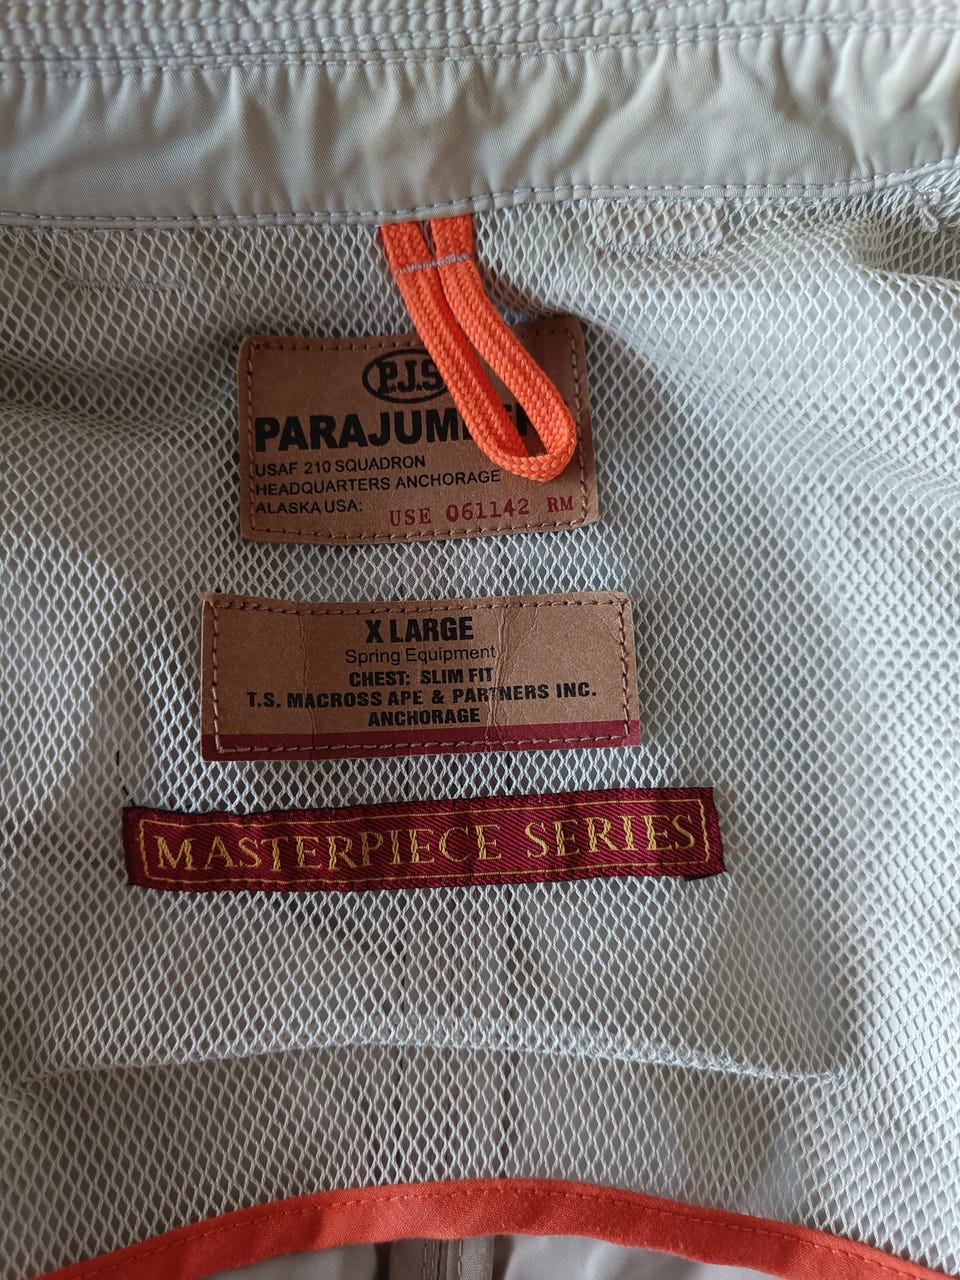 P.J.S
USAF 210 SQUADRON
HEADQUARTERS ANCHORAGE
ALASKA USA: USE 061142 RM
X LARGE
Spring Equipment
CHEST: SLIM FIT
T.S. MACROSS APE & PARTNERS INC.
ANCHORAGE
MASTERPIECE SERIES